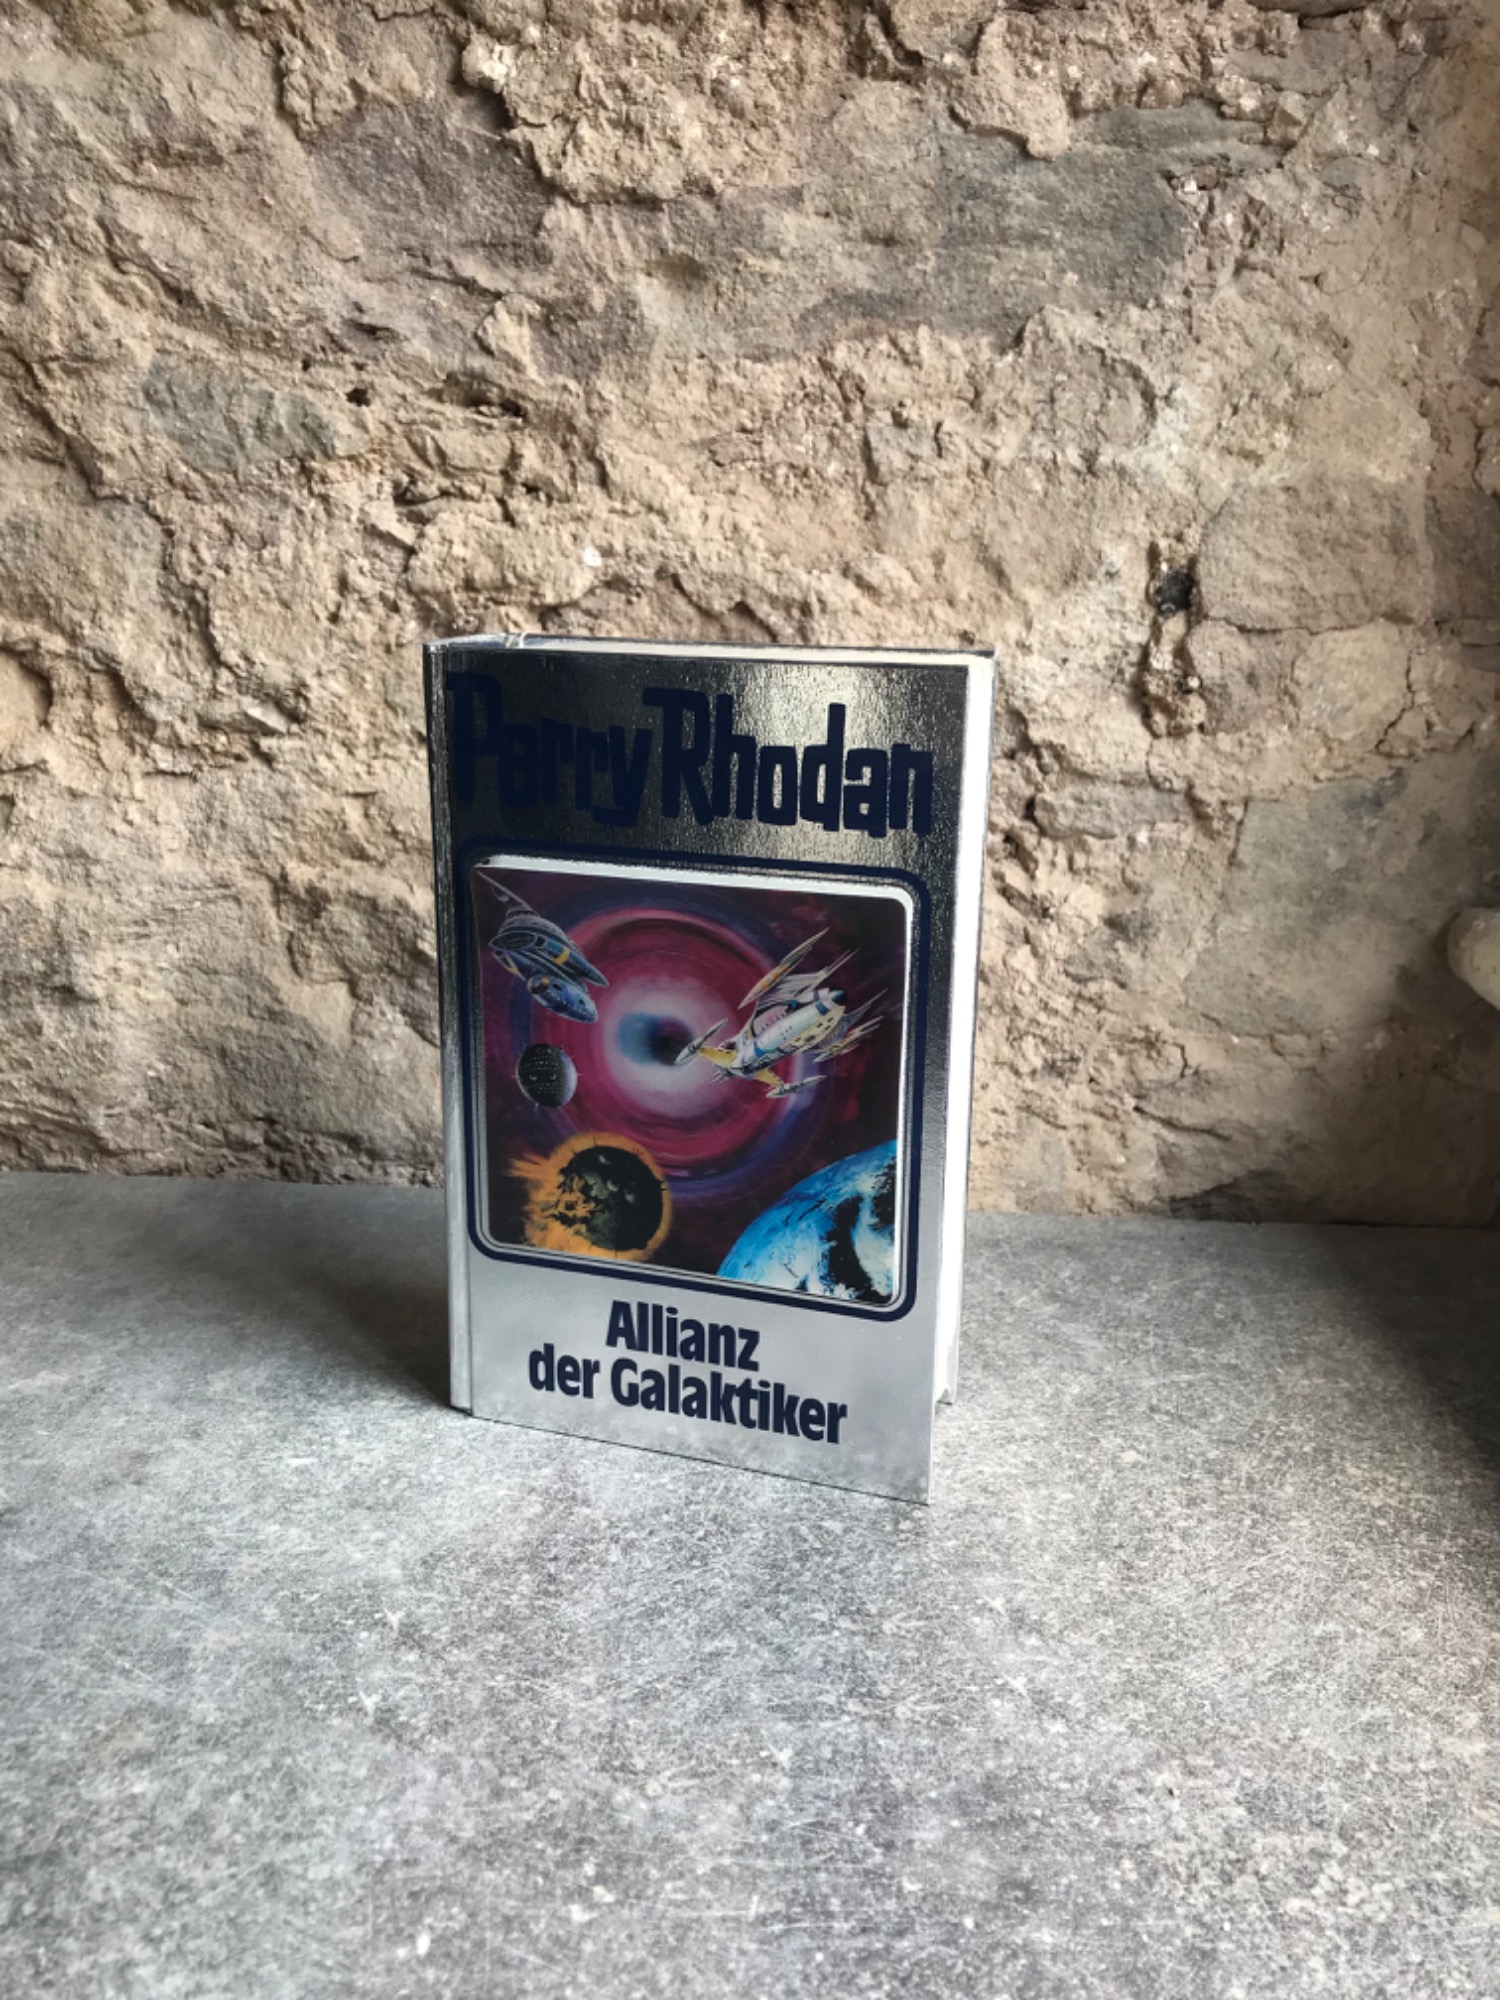 Perry Rhodan
Allianz
der Galaktiker